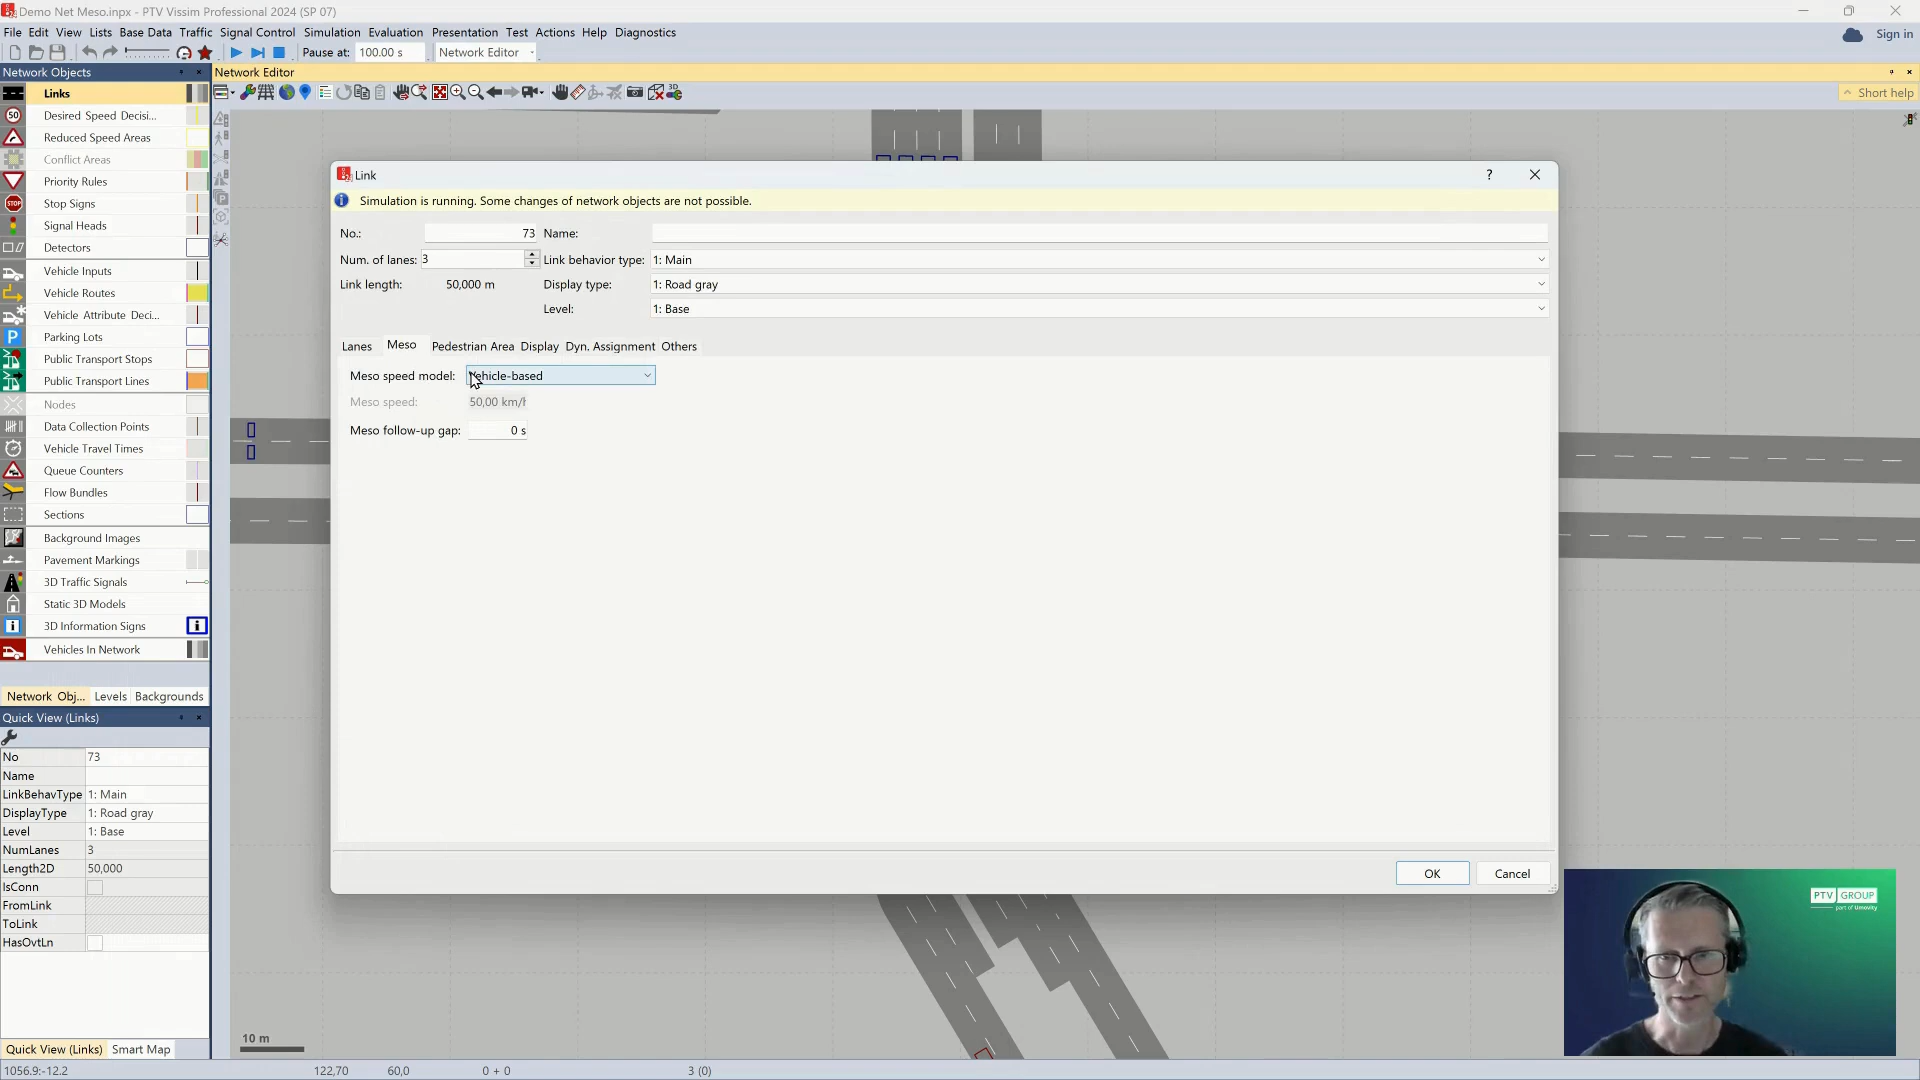 Demo Net Meso.inpx - PTV Vissim Professional 2024 (SP 07)
File Edit View Lists Base Data Traffic Signal Control Simulation Evaluation Presentation Test Actions Help Diagnostics
Sign in
Pause at: 100.00 s Network Editor
Network Objects
Network Editor
Short help
Links
50 Desired Speed Decisi...
Reduced Speed Areas
Conflict Areas
Priority Rules
STOP Stop Signs
Signal Heads
Detectors
Vehicle Inputs
Vehicle Routes
Vehicle Attribute Deci...
P Parking Lots
Public Transport Stops
Public Transport Lines
Nodes
Data Collection Points
Vehicle Travel Times
Queue Counters
Flow Bundles
Sections
Background Images
Pavement Markings
3D Traffic Signals
Static 3D Models
3D Information Signs
Vehicles In Network
Network Obj... Levels Backgrounds
Quick View (Links)
No 73
Name
LinkBehavType 1: Main
DisplayType 1: Road gray
Level 1: Base
NumLanes 3
Length2D 50,000
IsConn
FromLink
ToLink
HasOvtLn
Quick View (Links) Smart Map
Link
?
Simulation is running. Some changes of network objects are not possible.
No.: 73 Name:
Num. of lanes: 3 Link behavior type: 1: Main
Link length: 50,000 m Display type: 1: Road gray
Level: 1: Base
Lanes Meso Pedestrian Area Display Dyn. Assignment Others
Meso speed model: Vehicle-based
Meso speed: 50,00 km/h
Meso follow-up gap: 0 s
OK Cancel
10 m
PTV GROUP
part of Umovity
1056.9:-12.2 122,70 60,0 0 + 0 3 (0)